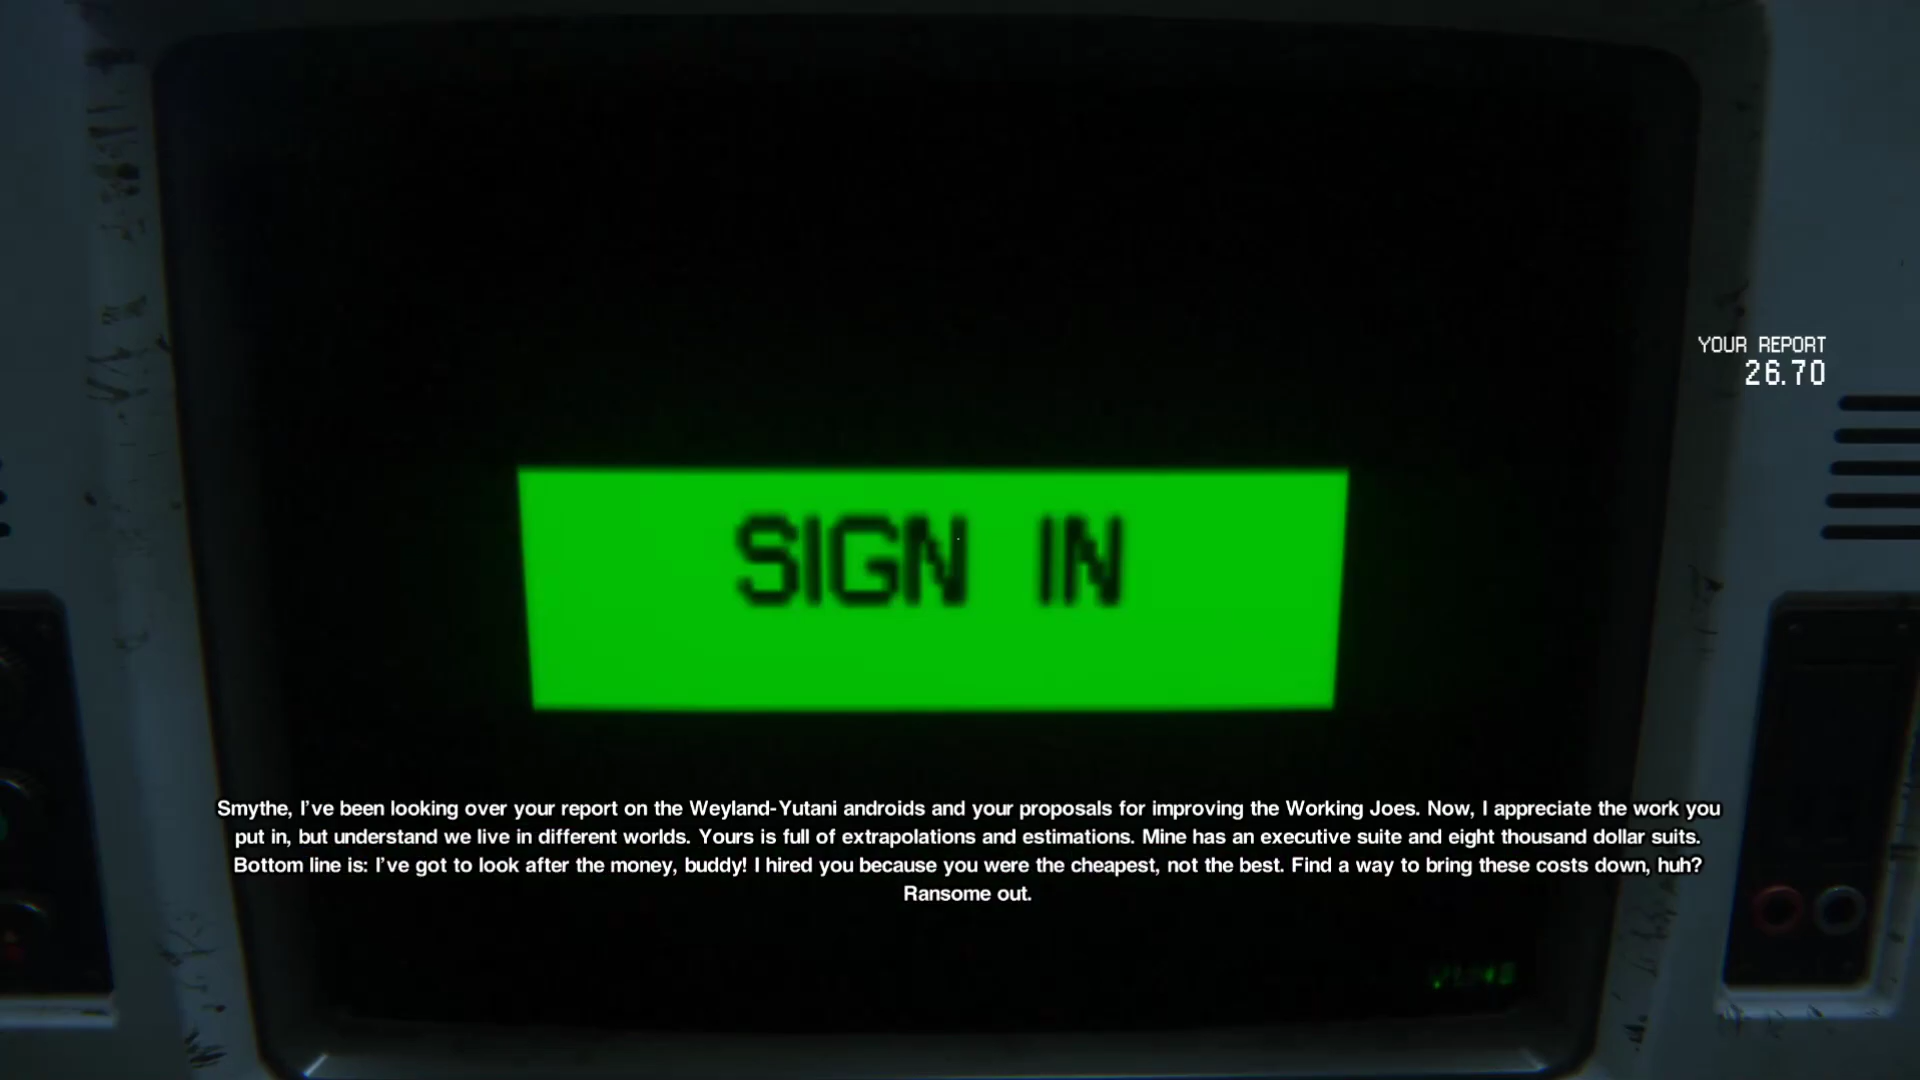 YOUR REPORT
26.70
SIGN IN
Smythe, I've been looking over your report on the Weyland-Yutani androids and your proposals for improving the Working Joes. Now, I appreciate the work you
put in, but understand we live in different worlds. Yours is full of extrapolations and estimations. Mine has an executive suite and eight thousand dollar suits.
Bottom line is: I've got to look after the money, buddy! I hired you because you were the cheapest, not the best. Find a way to bring these costs down, huh?
Ransome out.